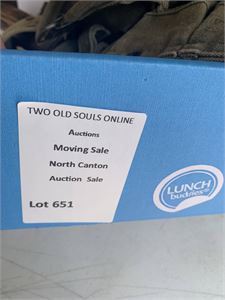 TWO OLD SOULS ONLINE
Auctions
Moving Sale
North Canton
Auction Sale
Lot 651
LUNCH
buddies®